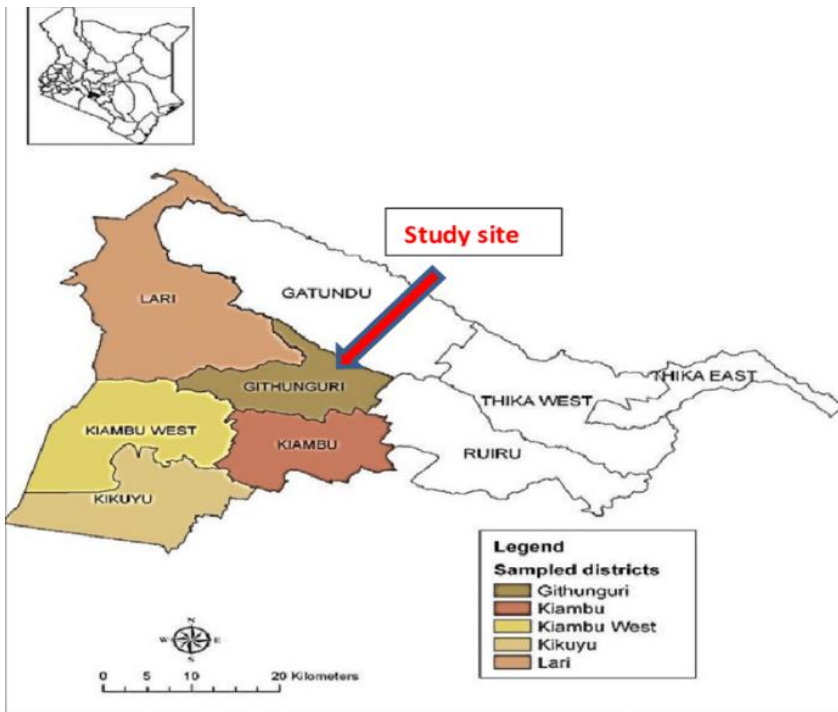 Study site
GATUNDU
LARI
GITHUNGURI
THIKA EAST
THIKA WEST
KIAMBU WEST
KIAMBU
RUIRU
KIKUYU
Legend
Sampled districts
Githunguri
Kiambu
Kiambu West
Kikuyu
Lari
N
W E
S
0 5 10 20 Kilometers